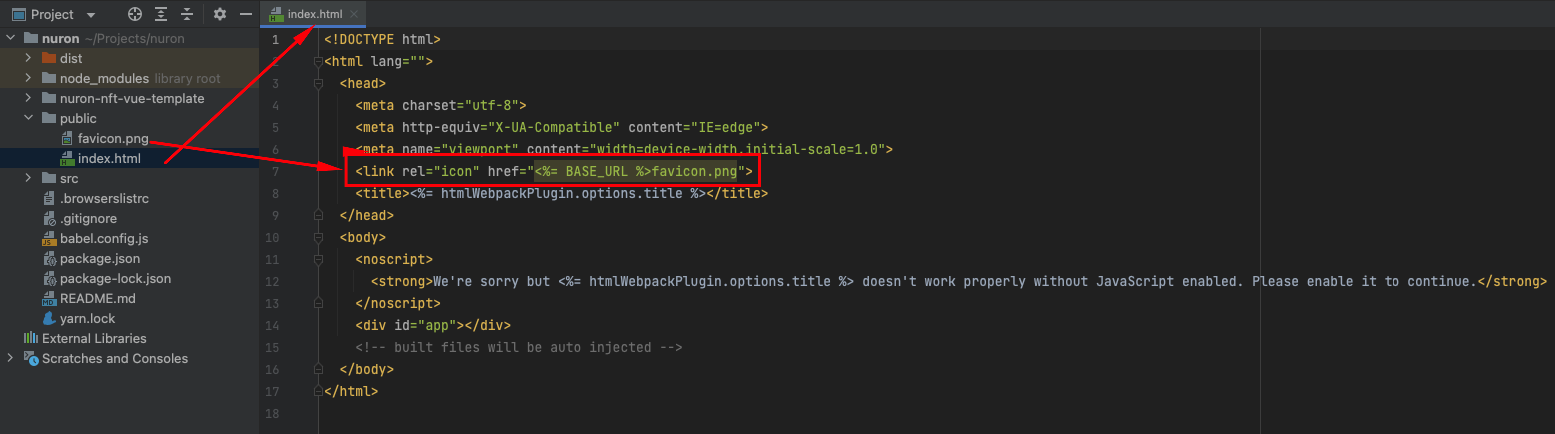 Project
nuron ~/Projects/nuron
dist
node_modules library root
nuron-nft-vue-template
public
favicon.png
index.html
src
.browserslistrc
.gitignore
babel.config.js
package.json
package-lock.json
README.md
yarn.lock
External Libraries
Scratches and Consoles
index.html
1 <!DOCTYPE html>
2 <html lang="">
3 <head>
4 <meta charset="utf-8">
5 <meta http-equiv="X-UA-Compatible" content="IE=edge">
6 <meta name="viewport" content="width=device-width,initial-scale=1.0">
7 <link rel="icon" href="<%= BASE_URL %>favicon.png">
8 <title><%= htmlWebpackPlugin.options.title %></title>
9 </head>
10 <body>
11 <noscript>
12 <strong>We're sorry but <%= htmlWebpackPlugin.options.title %> doesn't work properly without JavaScript enabled. Please enable it to continue.</strong>
13 </noscript>
14 <div id="app"></div>
15 <!-- built files will be auto injected -->
16 </body>
17 </html>
18